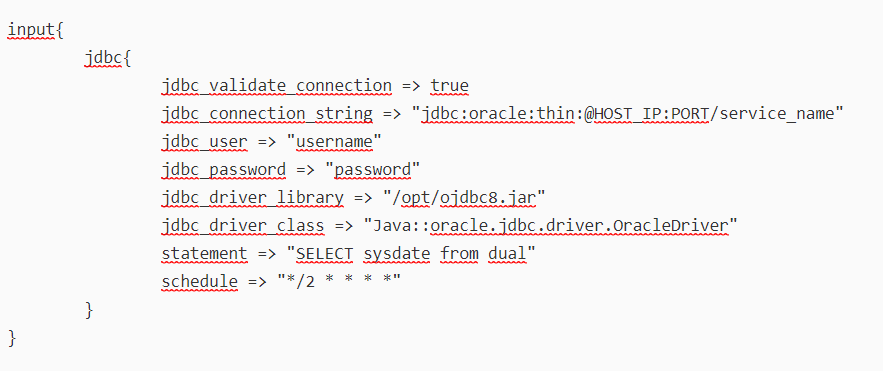 input{
jdbc{
jdbc_validate_connection => true
jdbc_connection_string => "jdbc:oracle:thin:@HOST_IP:PORT/service_name"
jdbc_user => "username"
jdbc_password => "password"
jdbc_driver_library => "/opt/ojdbc8.jar"
jdbc_driver_class => "Java::oracle.jdbc.driver.OracleDriver"
statement => "SELECT sysdate from dual"
schedule => "*/2 * * * *"
}
}